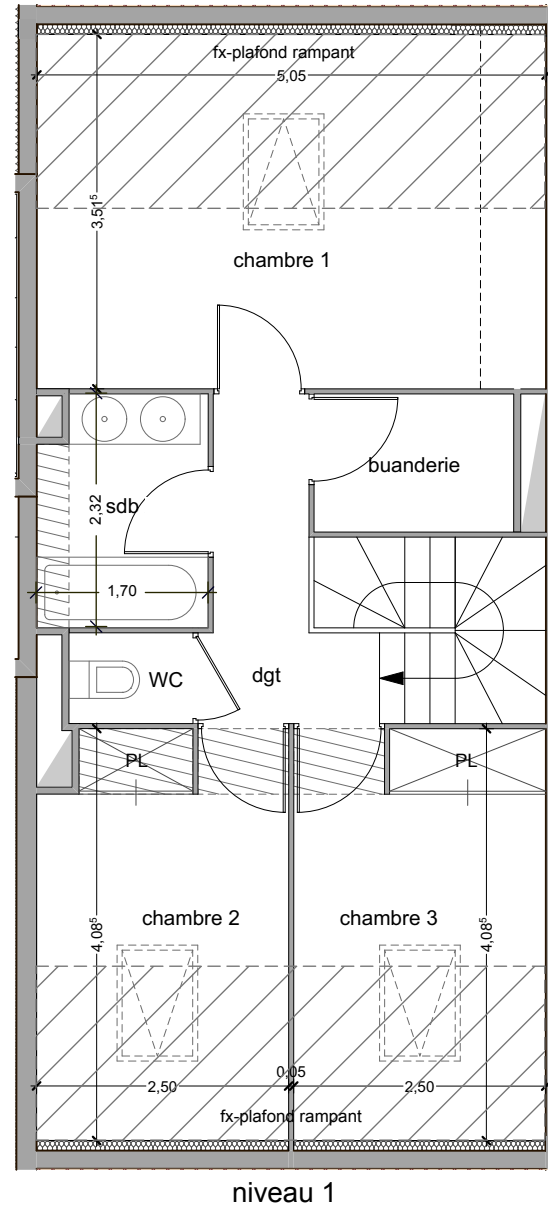 fx-plafond rampant
5,05
3,51⁵
chambre 1
buanderie
sdb
2,32
1,70
WC
dgt
PL
PL
chambre 2
chambre 3
4,08⁵
4,08⁵
0,05
2,50
2,50
fx-plafond rampant
niveau 1